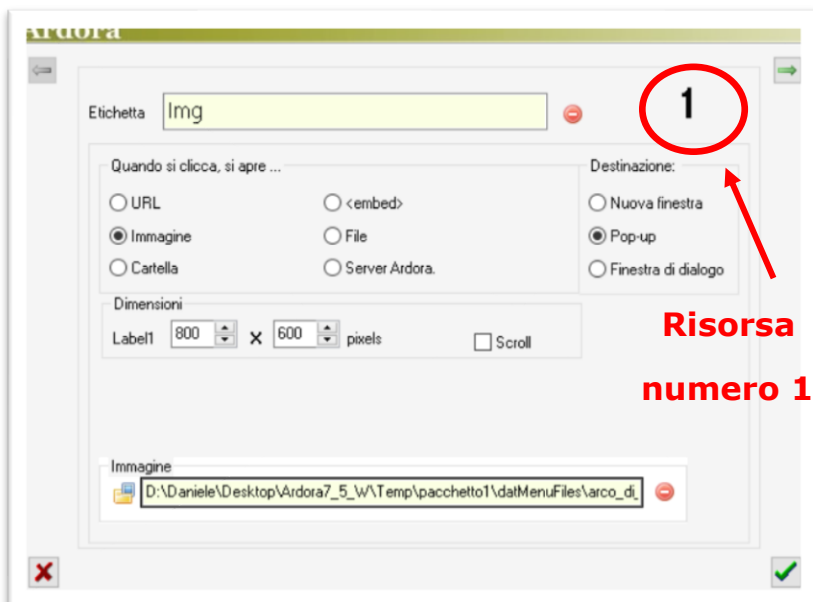 Ardora
Etichetta Img
1
Quando si clicca, si apre ...
Destinazione:
URL <embed> Nuova finestra
Immagine File Pop-up
Cartella Server Ardora. Finestra di dialogo
Dimensioni
Label1 800 X 600 pixels Scroll
Risorsa
numero 1
Immagine
D:\Daniele\Desktop\Ardora7_5_W\Temp\pacchetto1\datMenuFiles\arco_di_